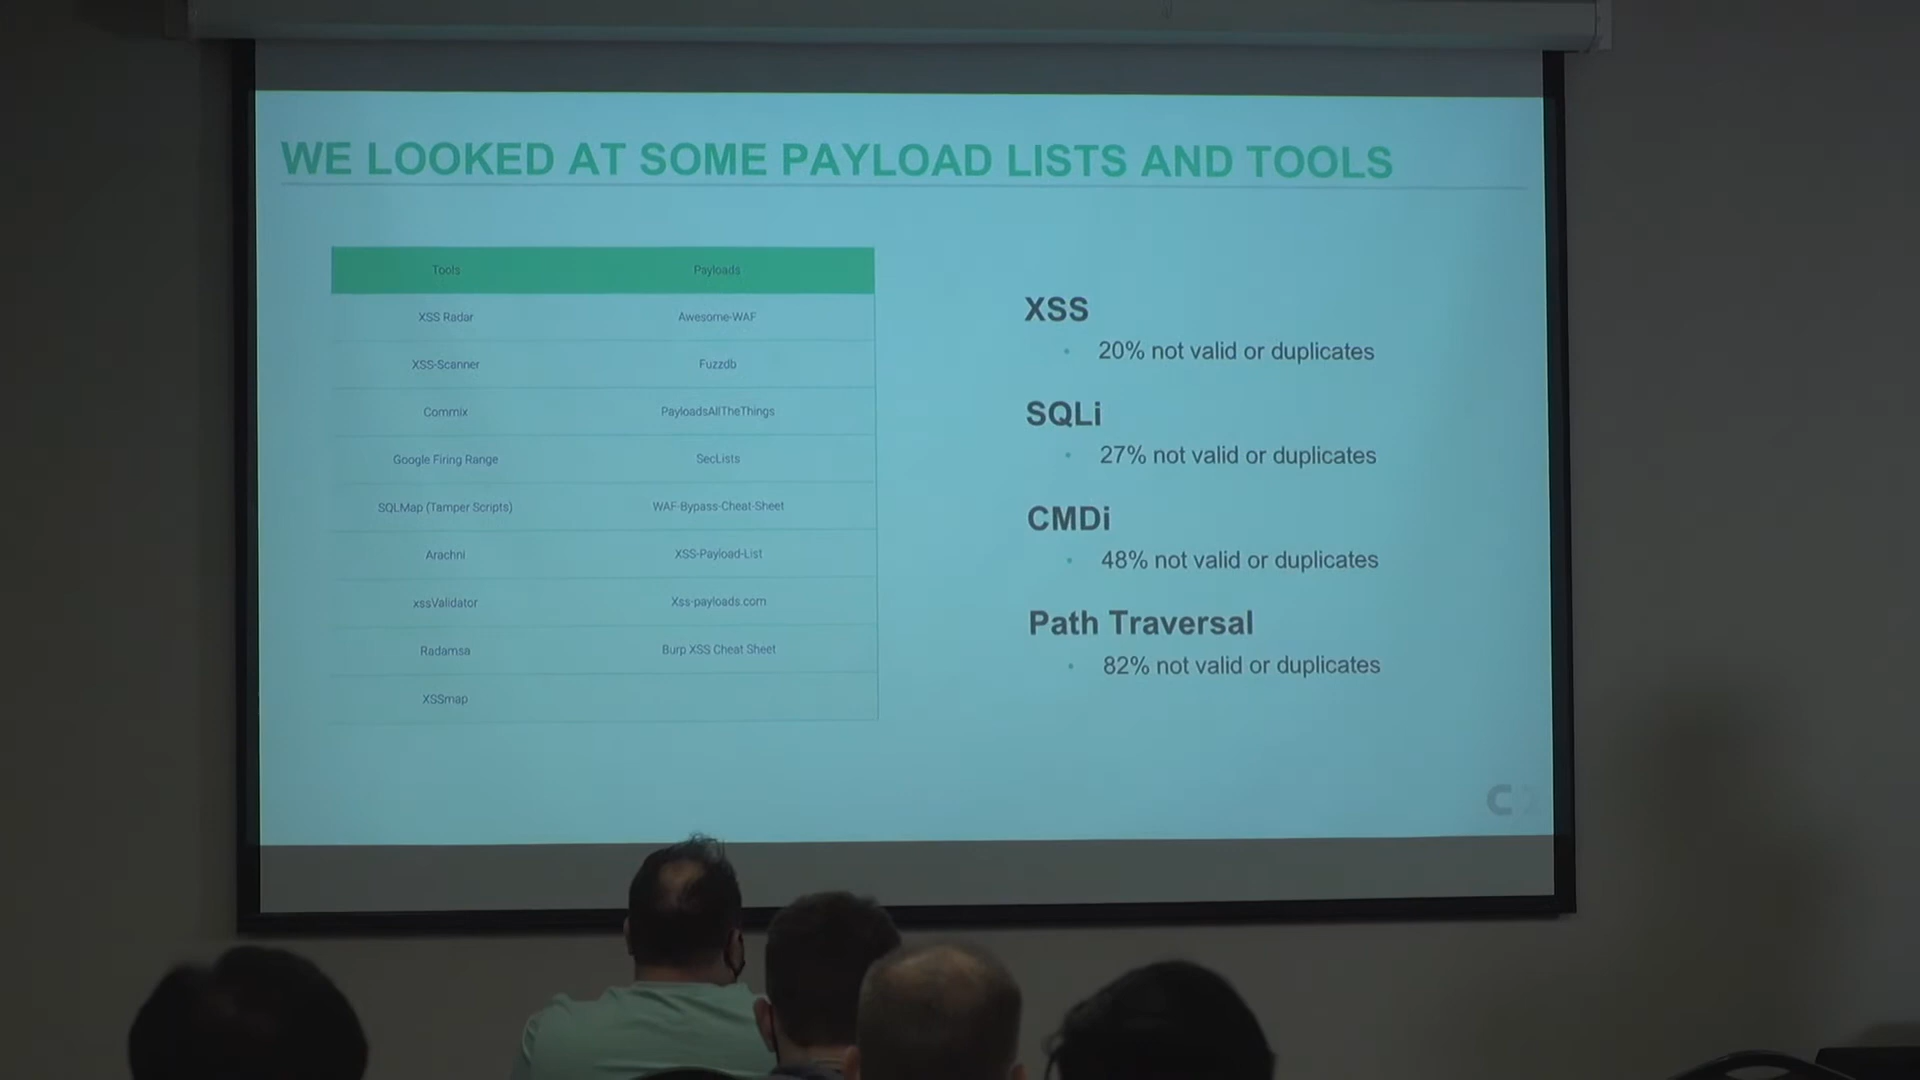 WE LOOKED AT SOME PAYLOAD LISTS AND TOOLS
Tools Payloads
XSS Radar Awesome-WAF
XSS-Scanner Fuzzdb
Commix PayloadsAllTheThings
Google Firing Range SecLists
SQLMap (Tamper Scripts) WAF-Bypass-Cheat-Sheet
Arachni XSS-Payload-List
xssValidator Xss-payloads.com
Radamsa Burp XSS Cheat Sheet
XSSmap
XSS
• 20% not valid or duplicates
SQLi
• 27% not valid or duplicates
CMDi
• 48% not valid or duplicates
Path Traversal
• 82% not valid or duplicates